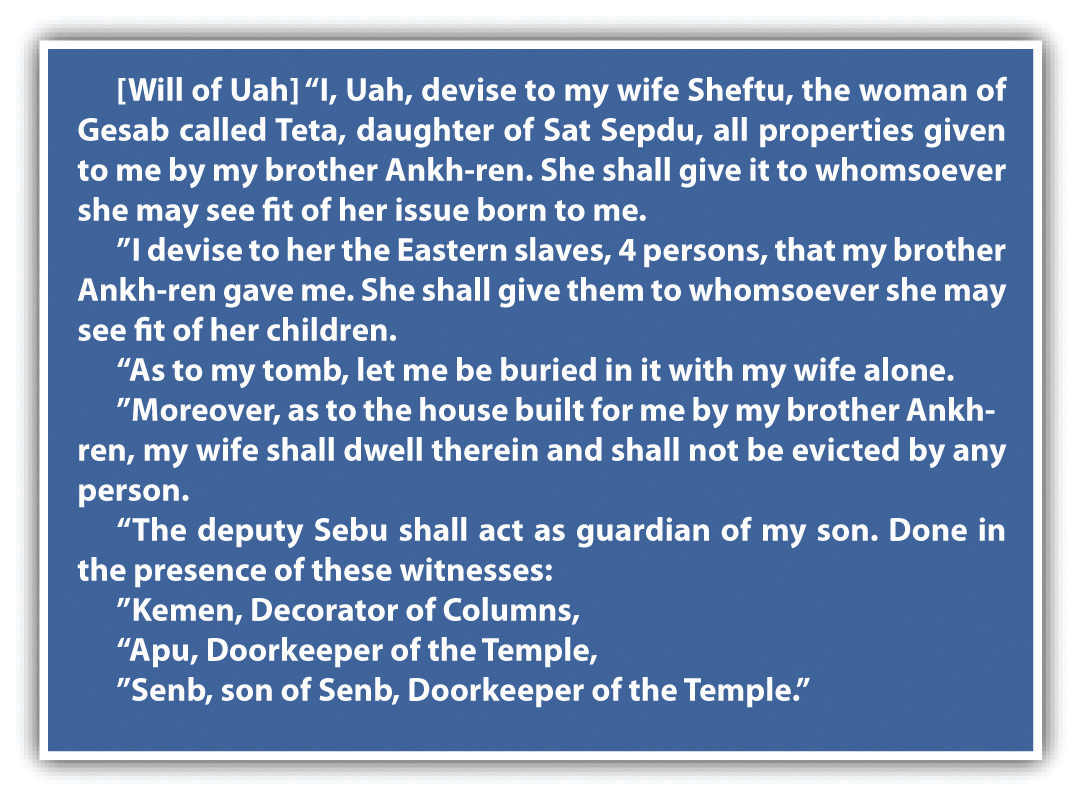 [Will of Uah] “I, Uah, devise to my wife Sheftu, the woman of
Gesab called Teta, daughter of Sat Sepdu, all properties given
to me by my brother Ankh-ren. She shall give it to whomsoever
she may see fit of her issue born to me.
”I devise to her the Eastern slaves, 4 persons, that my brother
Ankh-ren gave me. She shall give them to whomsoever she may
see fit of her children.
“As to my tomb, let me be buried in it with my wife alone.
”Moreover, as to the house built for me by my brother Ankh-
ren, my wife shall dwell therein and shall not be evicted by any
person.
“The deputy Sebu shall act as guardian of my son. Done in
the presence of these witnesses:
”Kemen, Decorator of Columns,
“Apu, Doorkeeper of the Temple,
”Senb, son of Senb, Doorkeeper of the Temple.”